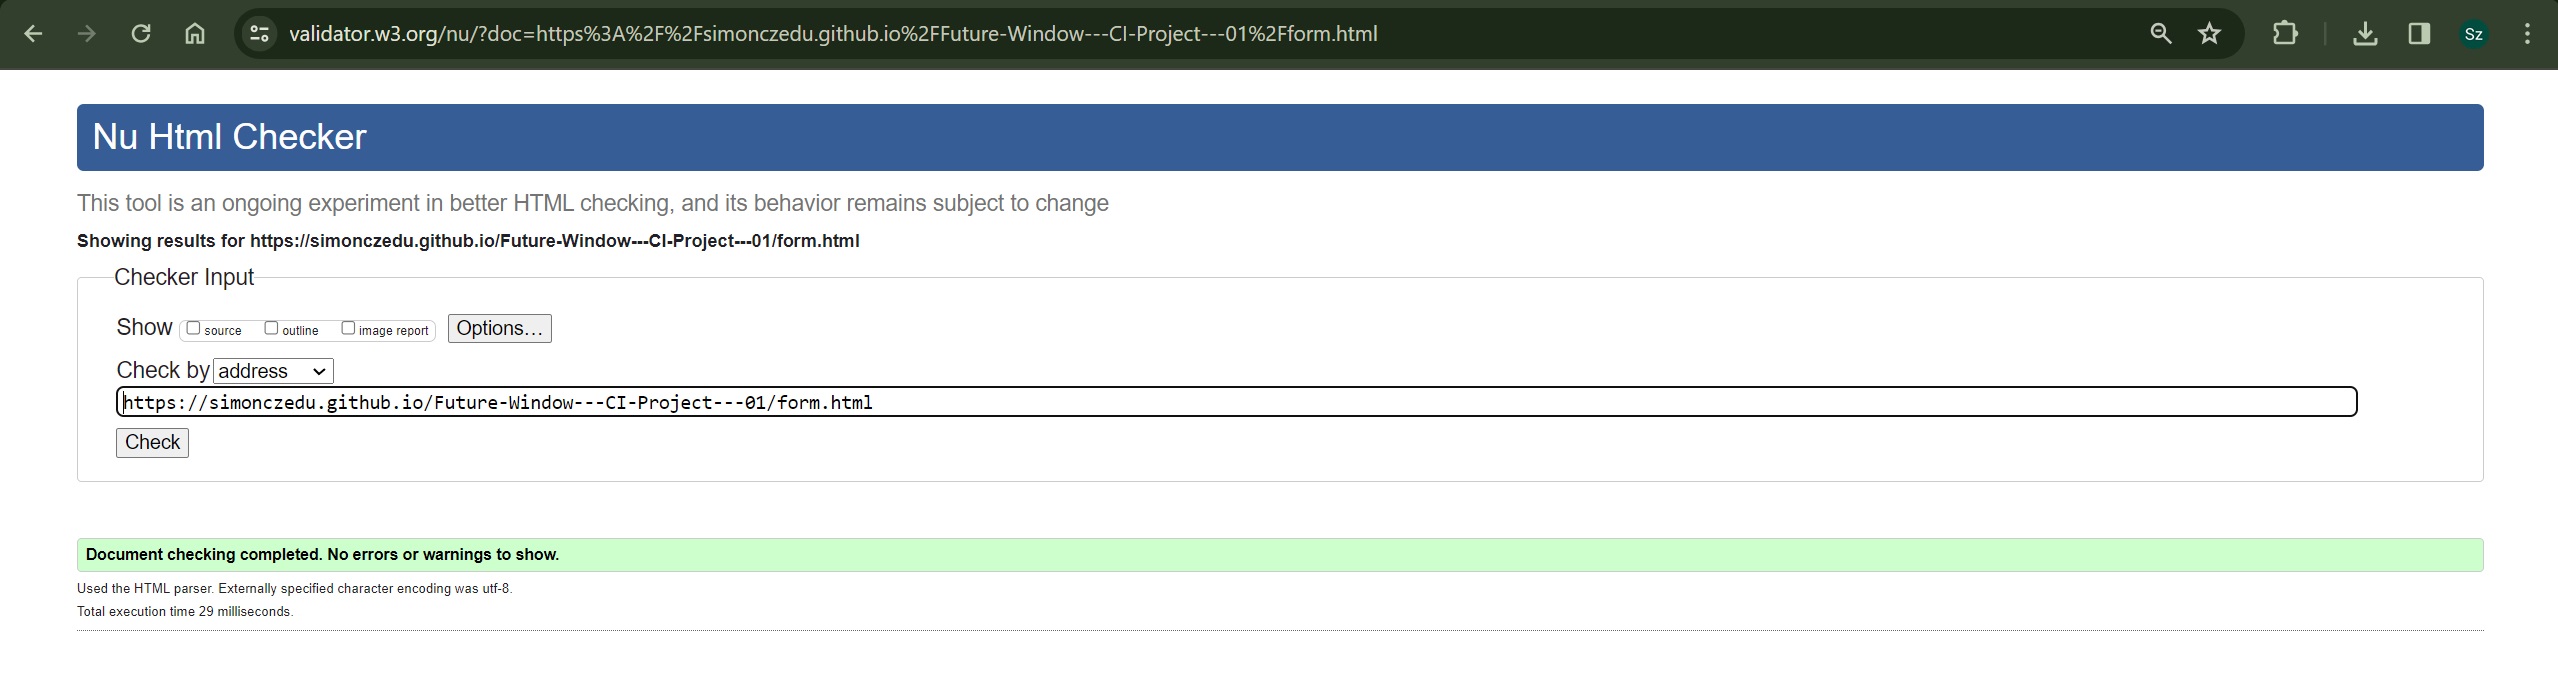 validator.w3.org/nu/?doc=https%3A%2F%2Fsimonczedu.github.io%2FFuture-Window---CI-Project---01%2Fform.html
Sz
Nu Html Checker
This tool is an ongoing experiment in better HTML checking, and its behavior remains subject to change
Showing results for https://simonczedu.github.io/Future-Window---CI-Project---01/form.html
Checker Input
Show source outline image report Options...
Check by address
https://simonczedu.github.io/Future-Window---CI-Project---01/form.html
Check
Document checking completed. No errors or warnings to show.
Used the HTML parser. Externally specified character encoding was utf-8.
Total execution time 29 milliseconds.